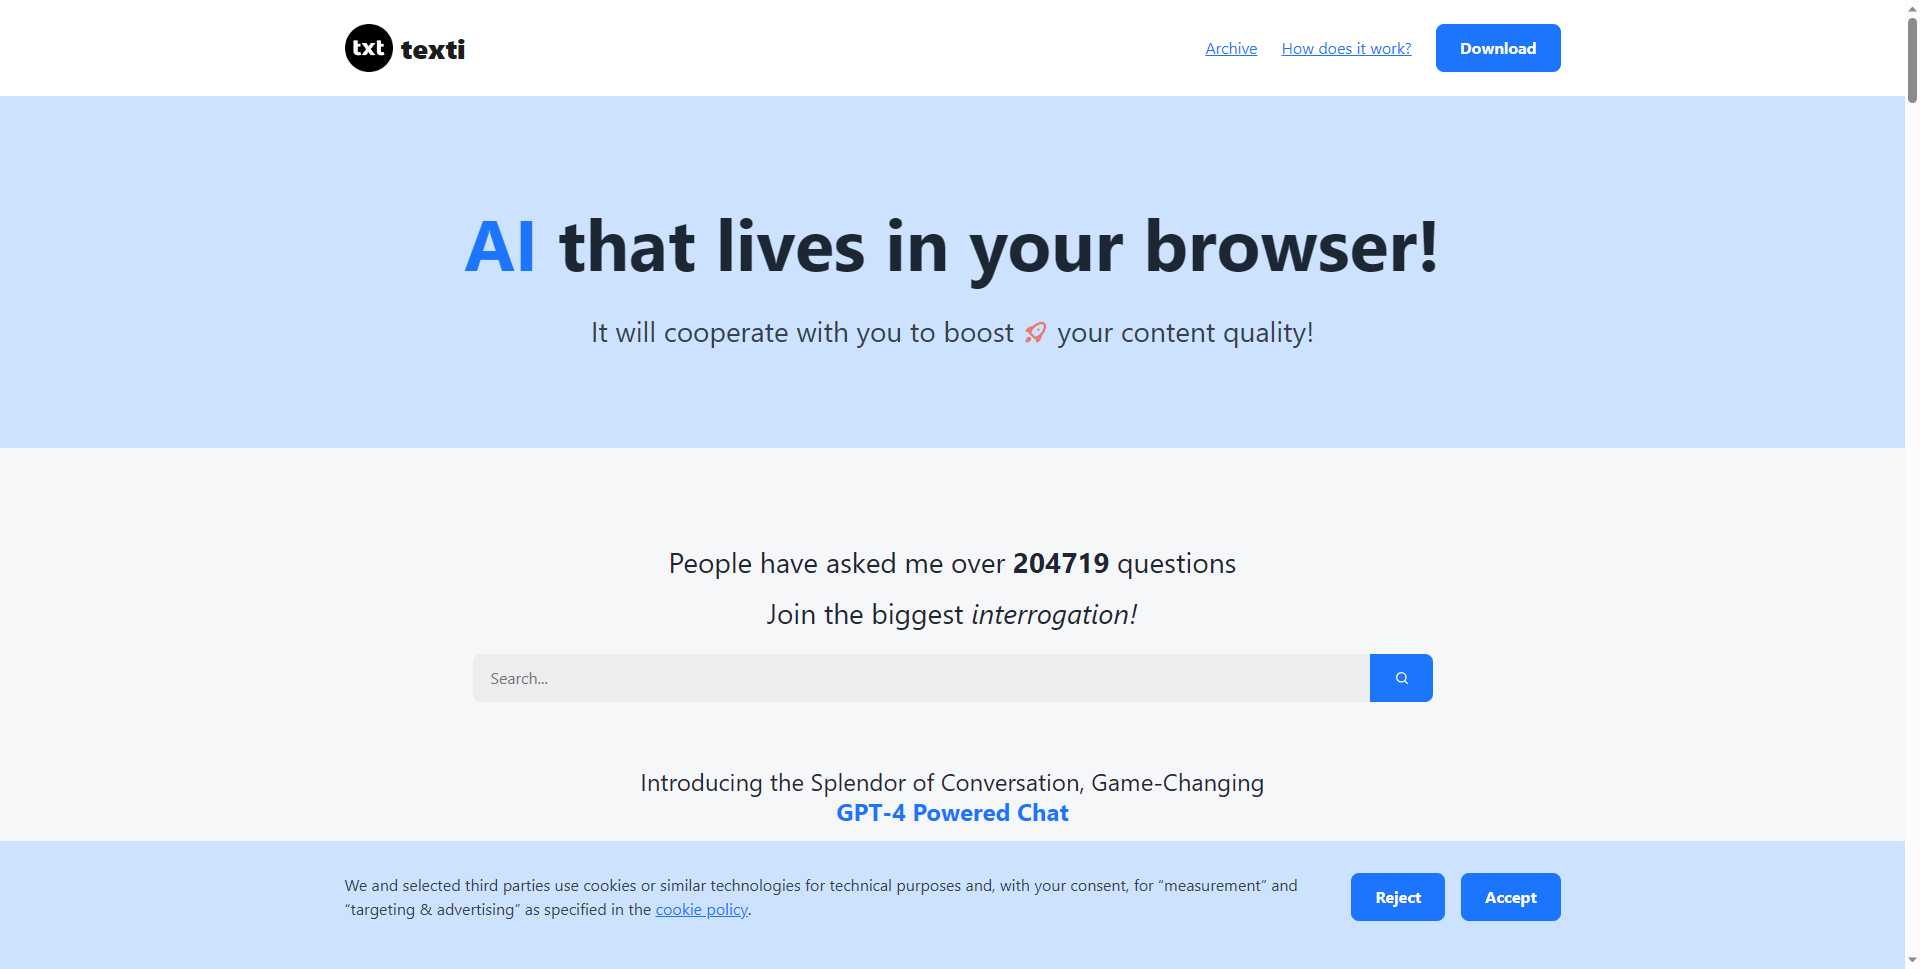 txt texti
Archive
How does it work?
Download
AI that lives in your browser!
It will cooperate with you to boost your content quality!
People have asked me over 204719 questions
Join the biggest interrogation!
Search...
Introducing the Splendor of Conversation, Game-Changing
GPT-4 Powered Chat
We and selected third parties use cookies or similar technologies for technical purposes and, with your consent, for “measurement” and
“targeting & advertising” as specified in the cookie policy.
Reject
Accept